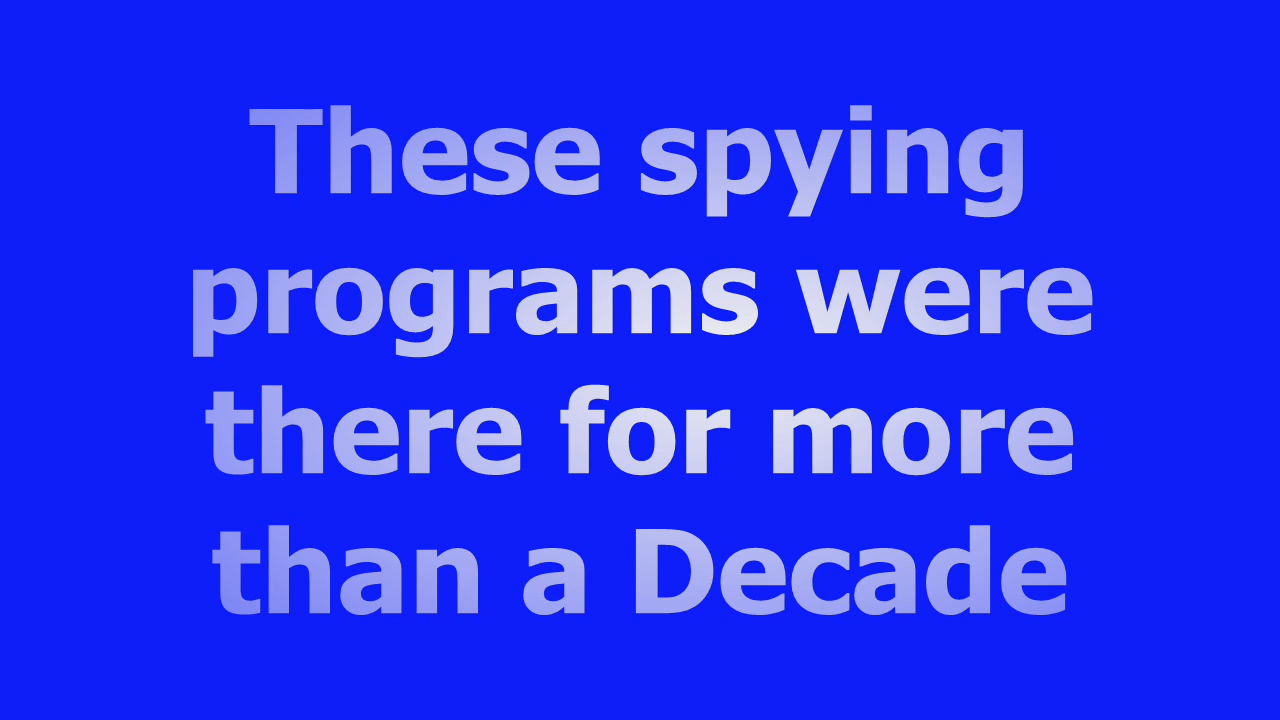 These spying
programs were
there for more
than a Decade